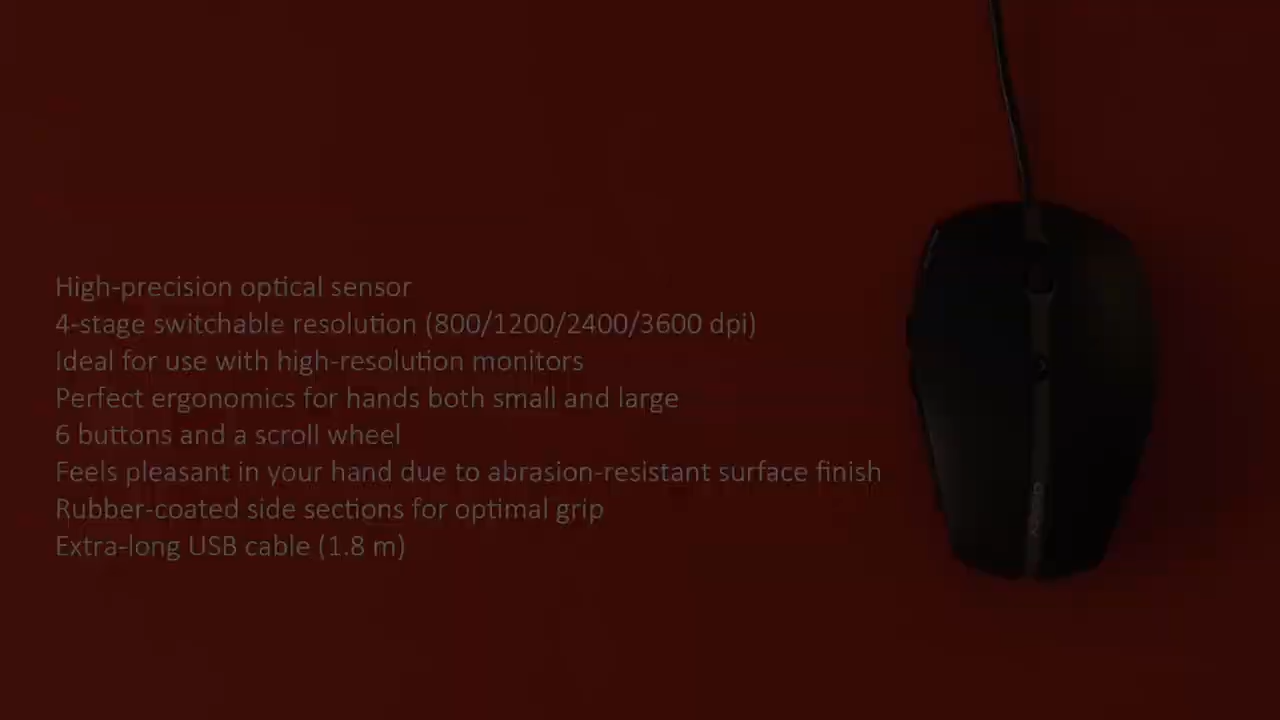 High-precision optical sensor
4-stage switchable resolution (800/1200/2400/3600 dpi)
Ideal for use with high-resolution monitors
Perfect ergonomics for hands both small and large
6 buttons and a scroll wheel
Feels pleasant in your hand due to abrasion-resistant surface finish
Rubber-coated side sections for optimal grip
Extra-long USB cable (1.8 m)